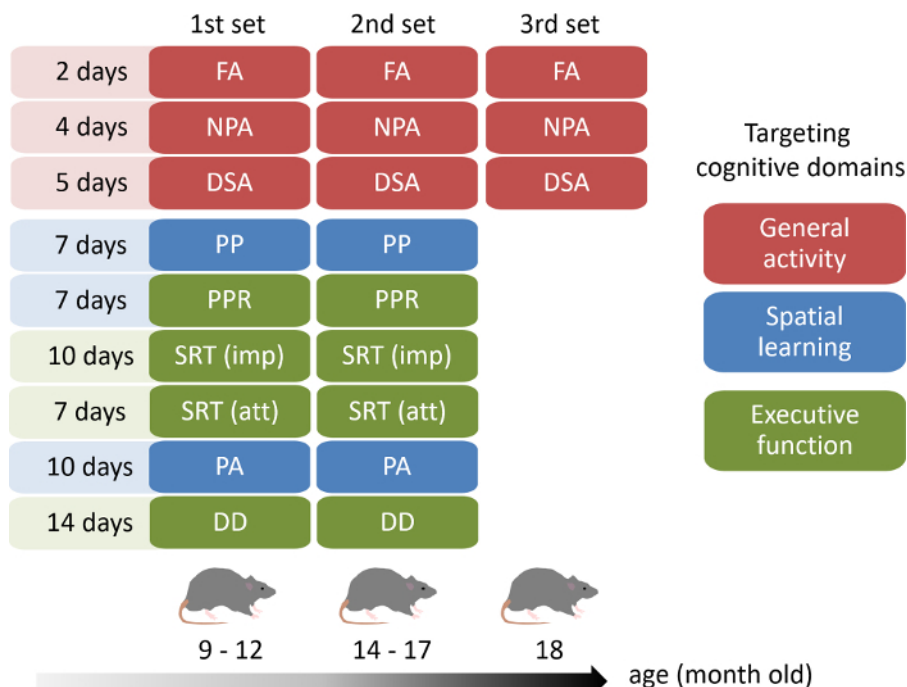 1st set 2nd set 3rd set
2 days FA FA FA
4 days NPA NPA NPA
5 days DSA DSA DSA
7 days PP PP
7 days PPR PPR
10 days SRT (imp) SRT (imp)
7 days SRT (att) SRT (att)
10 days PA PA
14 days DD DD
9 - 12 14 - 17 18
age (month old)
Targeting
cognitive domains
General
activity
Spatial
learning
Executive
function